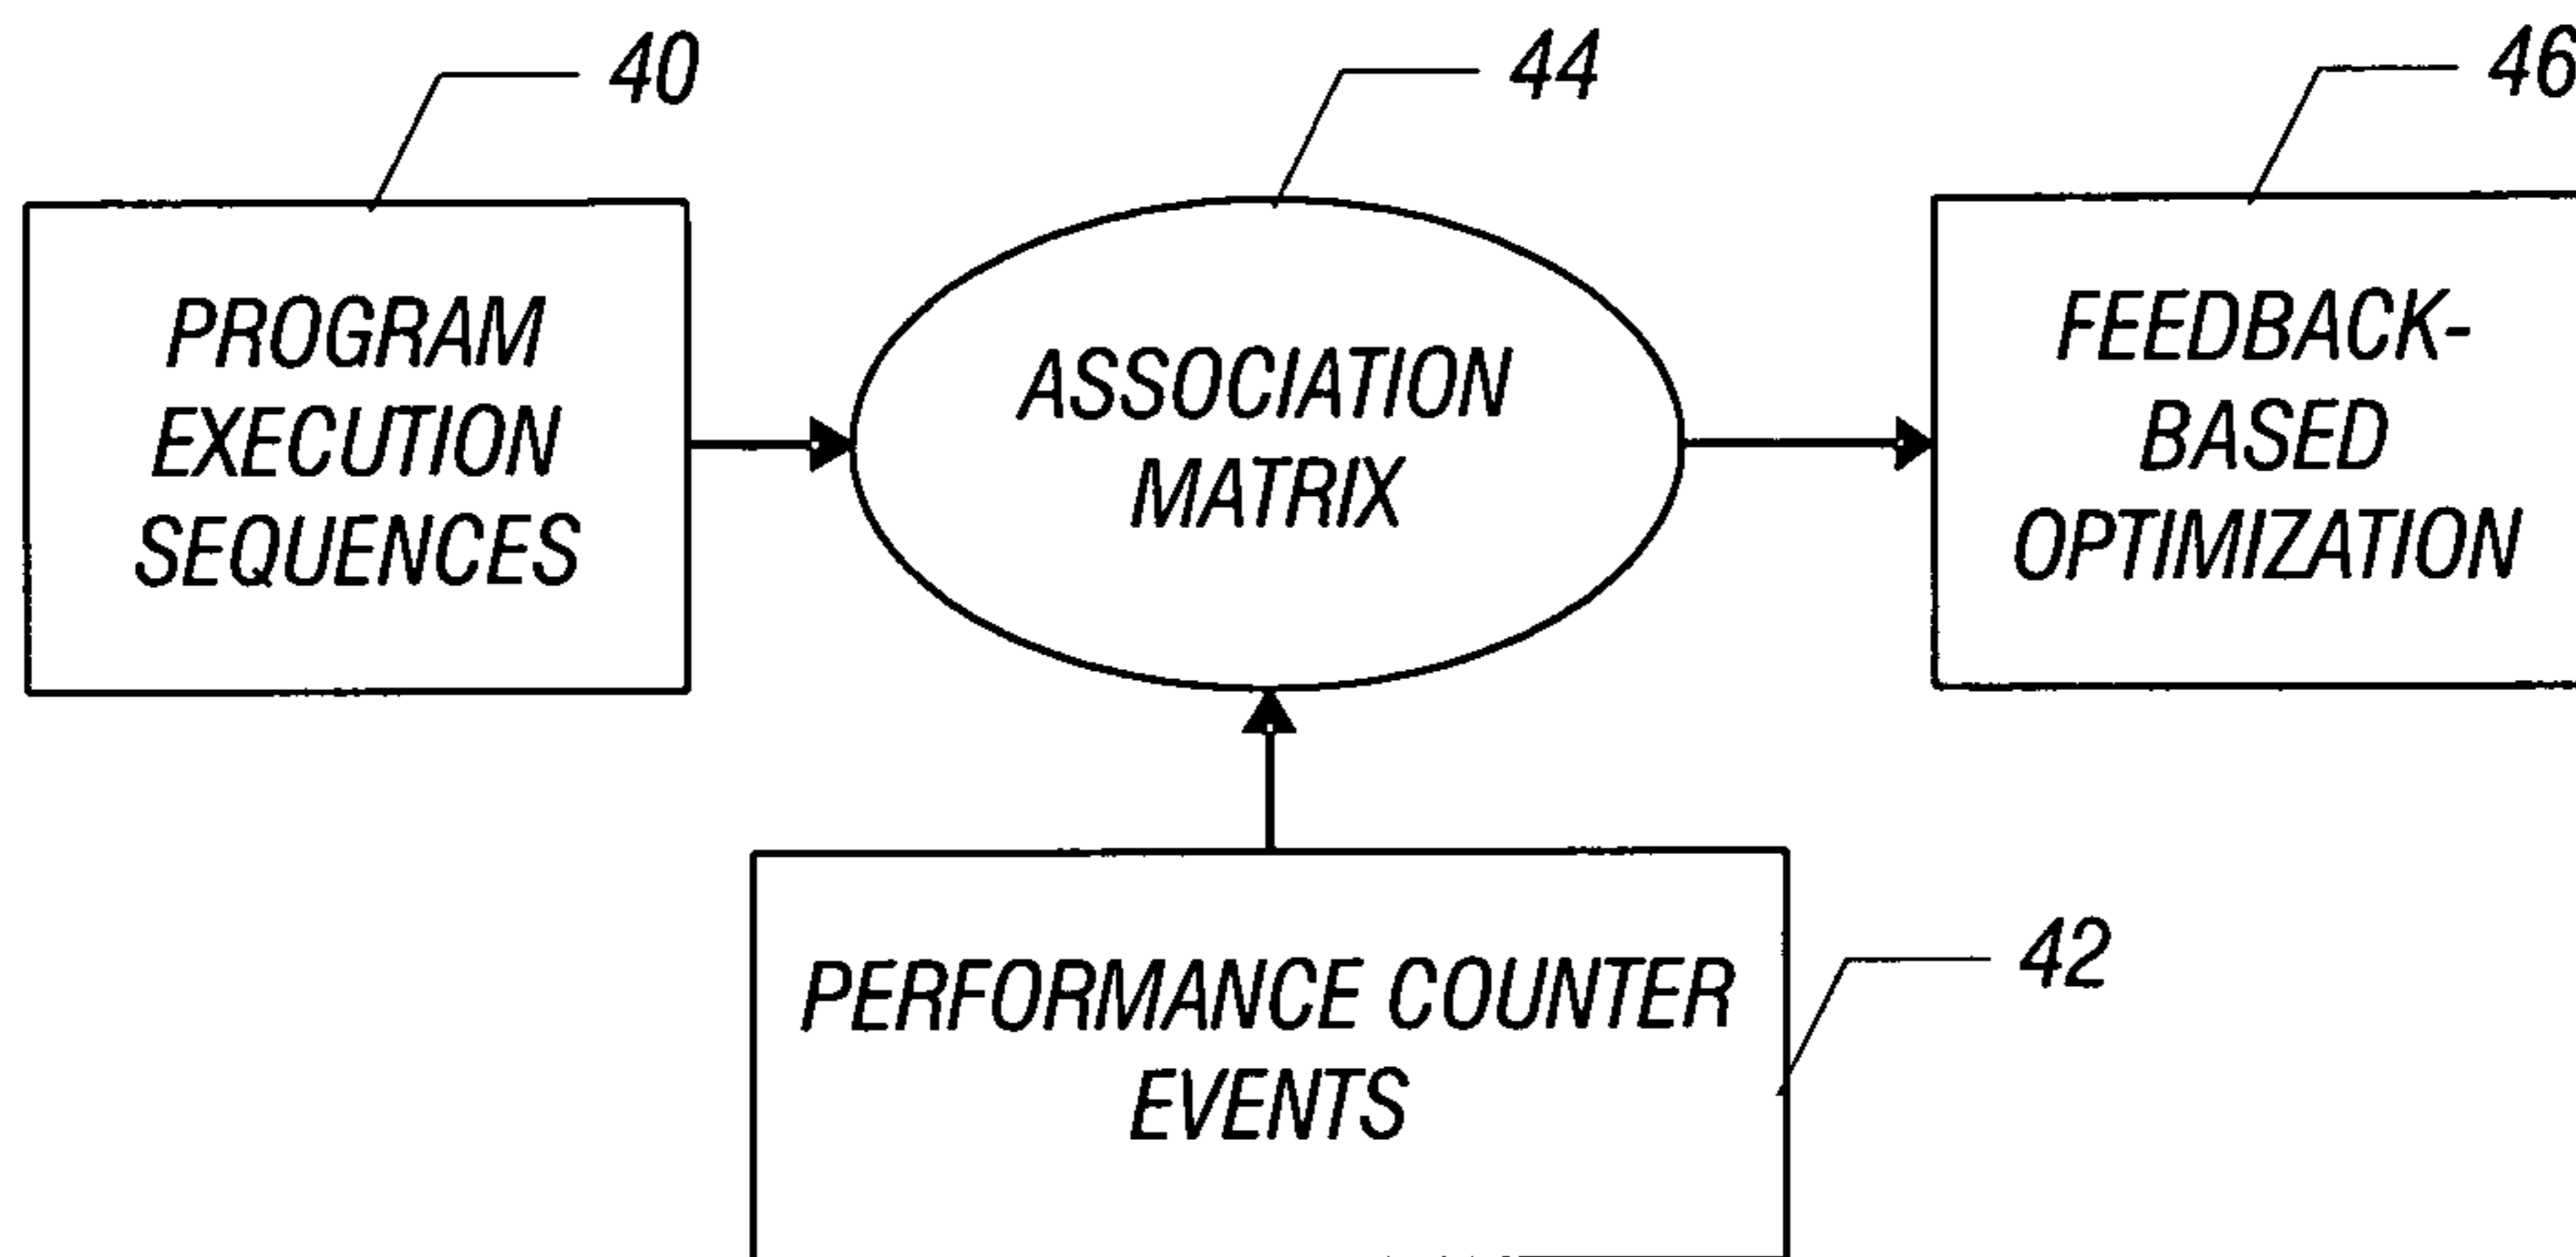 40
44
46
PROGRAM
EXECUTION
SEQUENCES
ASSOCIATION
MATRIX
FEEDBACK-
BASED
OPTIMIZATION
PERFORMANCE COUNTER
EVENTS
42